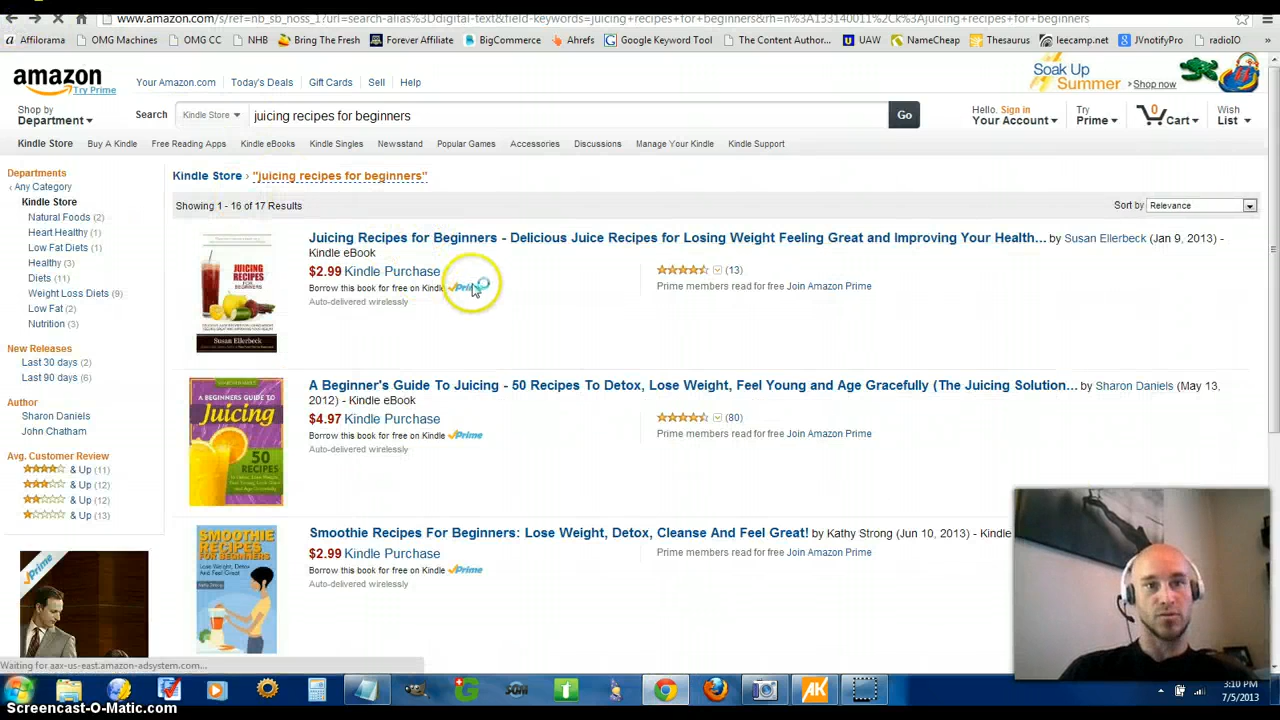 www.amazon.com/s/ref=nb_sb_noss_1?url=search-alias%3Ddigital-text&field-keywords=juicing+recipes+for+beginners&rh=n%3A133140011%2Ck%3Ajuicing+recipes+for+beginners
Affilorama OMG Machines OMG CC NHB Bring The Fresh Forever Affiliate BigCommerce Ahrefs Google Keyword Tool The Content Author... UAW NameCheap Thesaurus leecamp.net JVnotifyPro radioIO »
amazon
Try Prime
Your Amazon.com Today's Deals Gift Cards Sell Help
Soak Up Summer › Shop now
Shop by Department
Search Kindle Store juicing recipes for beginners Go
Hello. Sign in Your Account
Try Prime
0 Cart
Wish List
Kindle Store Buy A Kindle Free Reading Apps Kindle eBooks Kindle Singles Newsstand Popular Games Accessories Discussions Manage Your Kindle Kindle Support
Departments
‹ Any Category
Kindle Store
Natural Foods (2)
Heart Healthy (1)
Low Fat Diets (1)
Healthy (3)
Diets (11)
Weight Loss Diets (9)
Low Fat (2)
Nutrition (3)
New Releases
Last 30 days (2)
Last 90 days (6)
Author
Sharon Daniels
John Chatham
Avg. Customer Review
& Up (11)
& Up (12)
& Up (12)
& Up (13)
Prime
Kindle Store › "juicing recipes for beginners"
Showing 1 - 16 of 17 Results
Sort by Relevance
JUICING RECIPES FOR BEGINNERS
Susan Ellerbeck
Juicing Recipes for Beginners - Delicious Juice Recipes for Losing Weight Feeling Great and Improving Your Health... by Susan Ellerbeck (Jan 9, 2013) -
Kindle eBook
$2.99 Kindle Purchase
(13)
Borrow this book for free on Kindle Prime
Prime members read for free Join Amazon Prime
Auto-delivered wirelessly
A BEGINNER'S GUIDE TO
Juicing
50
RECIPES
A Beginner's Guide To Juicing - 50 Recipes To Detox, Lose Weight, Feel Young and Age Gracefully (The Juicing Solution... by Sharon Daniels (May 13,
2012) - Kindle eBook
$4.97 Kindle Purchase
(80)
Borrow this book for free on Kindle Prime
Prime members read for free Join Amazon Prime
Auto-delivered wirelessly
SMOOTHIE
RECIPES
FOR BEGINNERS
Lose Weight, Detox, Cleanse And Feel Great!
Kathy Strong
Smoothie Recipes For Beginners: Lose Weight, Detox, Cleanse And Feel Great! by Kathy Strong (Jun 10, 2013) - Kindle
$2.99 Kindle Purchase
Prime members read for free Join Amazon Prime
Borrow this book for free on Kindle Prime
Auto-delivered wirelessly
Waiting for aax-us-east.amazon-adsystem.com...
SOM
AK
3:10 PM
7/5/2013
Screencast-O-Matic.com